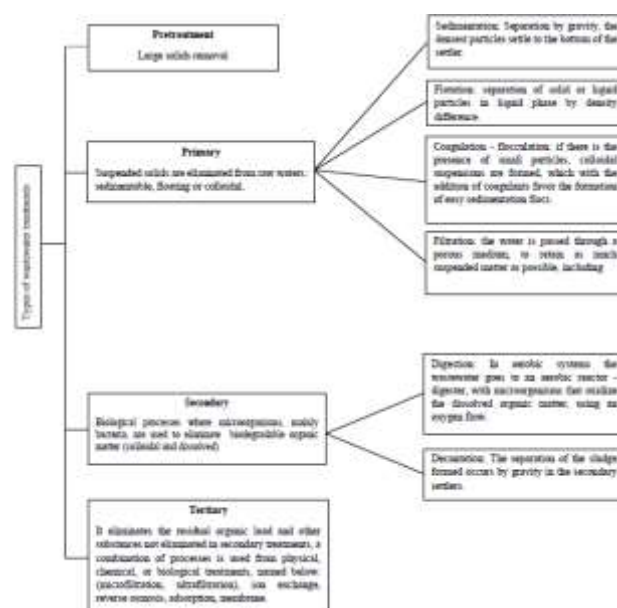 Types of wastewater treatments
Pretreatment
Large solids removal
Primary
Suspended solids are eliminated from raw waters,
sedimentable, floating or colloidal.
Sedimentation: Separation by gravity, the
densest particles settle to the bottom of the
settler.
Flotation: separation of solid or liquid
particles in liquid phase by density
difference.
Coagulation - flocculation: if there is the
presence of small particles, colloidal
suspensions are formed, which with the
addition of coagulants favor the formation
of easy sedimentation flocs.
Filtration: the water is passed through a
porous medium, to retain as much
suspended matter as possible, including
Secondary
Biological processes where microorganisms, mainly
bacteria, are used to eliminate biodegradable organic
matter (colloidal and dissolved)
Digestion: In aerobic systems the
wastewater goes to an aerobic reactor -
digester, with microorganisms that oxidize
the dissolved organic matter, using an
oxygen flow.
Decantation: The separation of the sludge
formed occurs by gravity in the secondary
settlers.
Tertiary
It eliminates the residual organic load and other
substances not eliminated in secondary treatments, a
combination of processes is used from physical,
chemical, or biological treatments, named below:
(microfiltration, ultrafiltration), ion exchange,
reverse osmosis, adsorption, membrane.